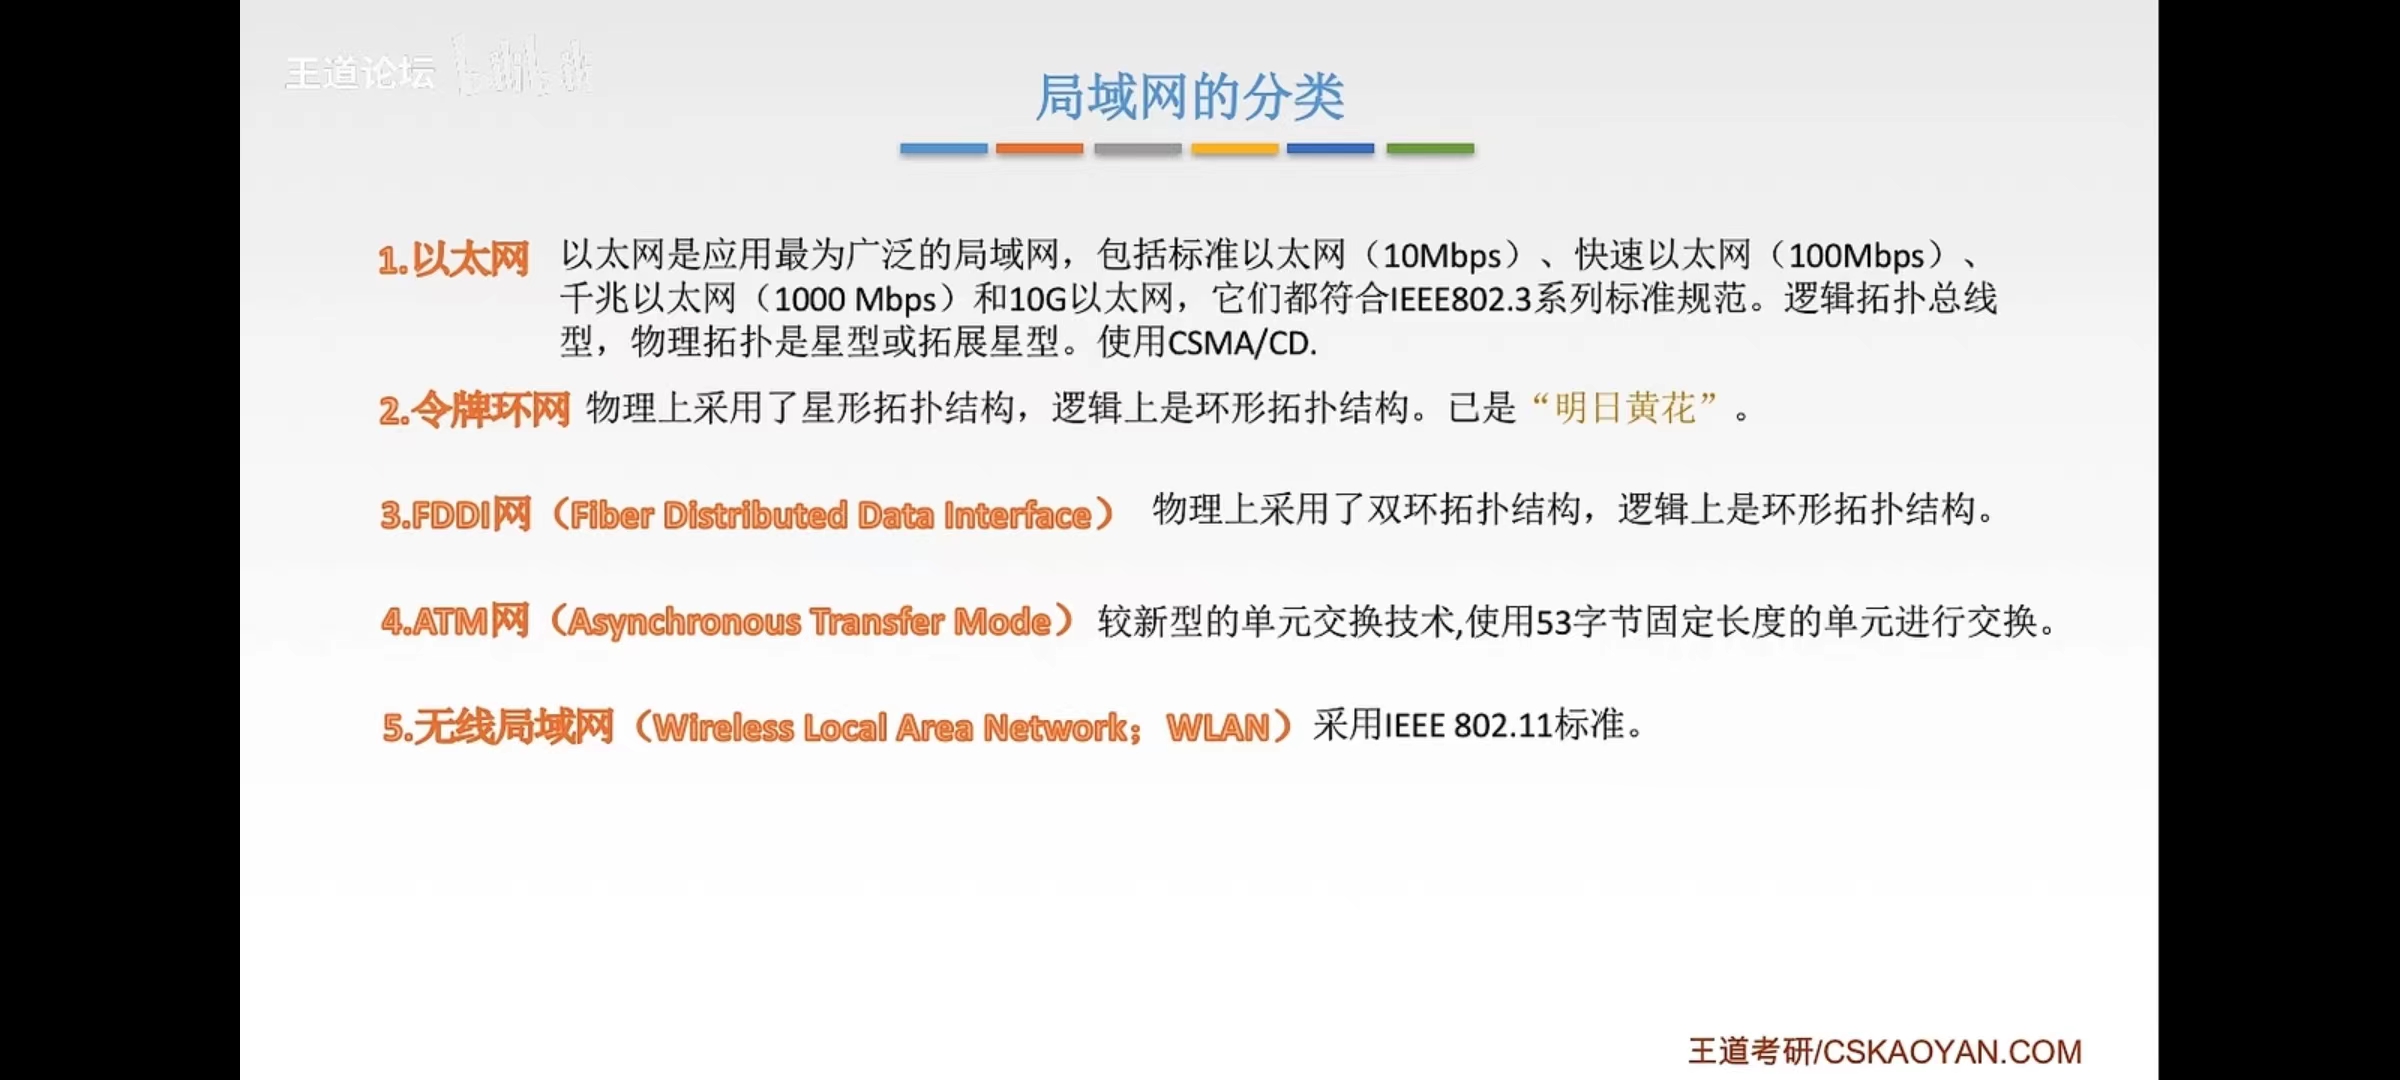 王道论坛 bilibili
局域网的分类
1.以太网 以太网是应用最为广泛的局域网，包括标准以太网（10Mbps）、快速以太网（100Mbps）、
千兆以太网（1000 Mbps）和10G以太网，它们都符合IEEE802.3系列标准规范。逻辑拓扑总线
型，物理拓扑是星型或拓展星型。使用CSMA/CD.
2.令牌环网 物理上采用了星形拓扑结构，逻辑上是环形拓扑结构。己是“明日黄花”。
3.FDDI网（Fiber Distributed Data Interface） 物理上采用了双环拓扑结构，逻辑上是环形拓扑结构。
4.ATM网（Asynchronous Transfer Mode） 较新型的单元交换技术,使用53字节固定长度的单元进行交换。
5.无线局域网（Wireless Local Area Network；WLAN）采用IEEE 802.11标准。
王道考研/CSKAOYAN.COM